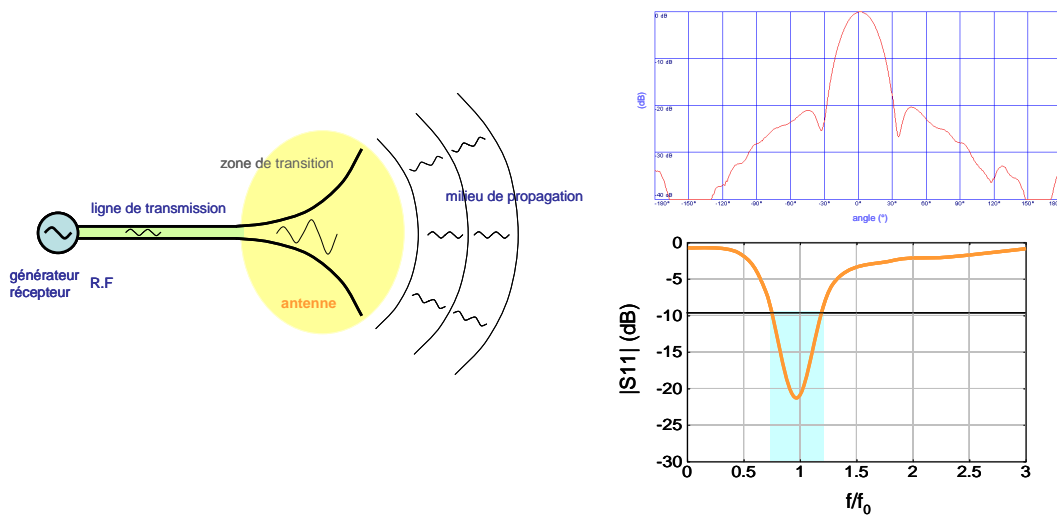 zone de transition
ligne de transmission
milieu de propagation
générateur
récepteur
R.F
antenne
0 dB
-10 dB
-20 dB
-30 dB
-40 dB
(dB)
-180° -150° -120° -90° -60° -30° 0° 30° 60° 90° 120° 150° 180°
angle (°)
0
-5
-10
-15
-20
-25
-30
|S11| (dB)
0 0.5 1 1.5 2 2.5 3
f/f₀